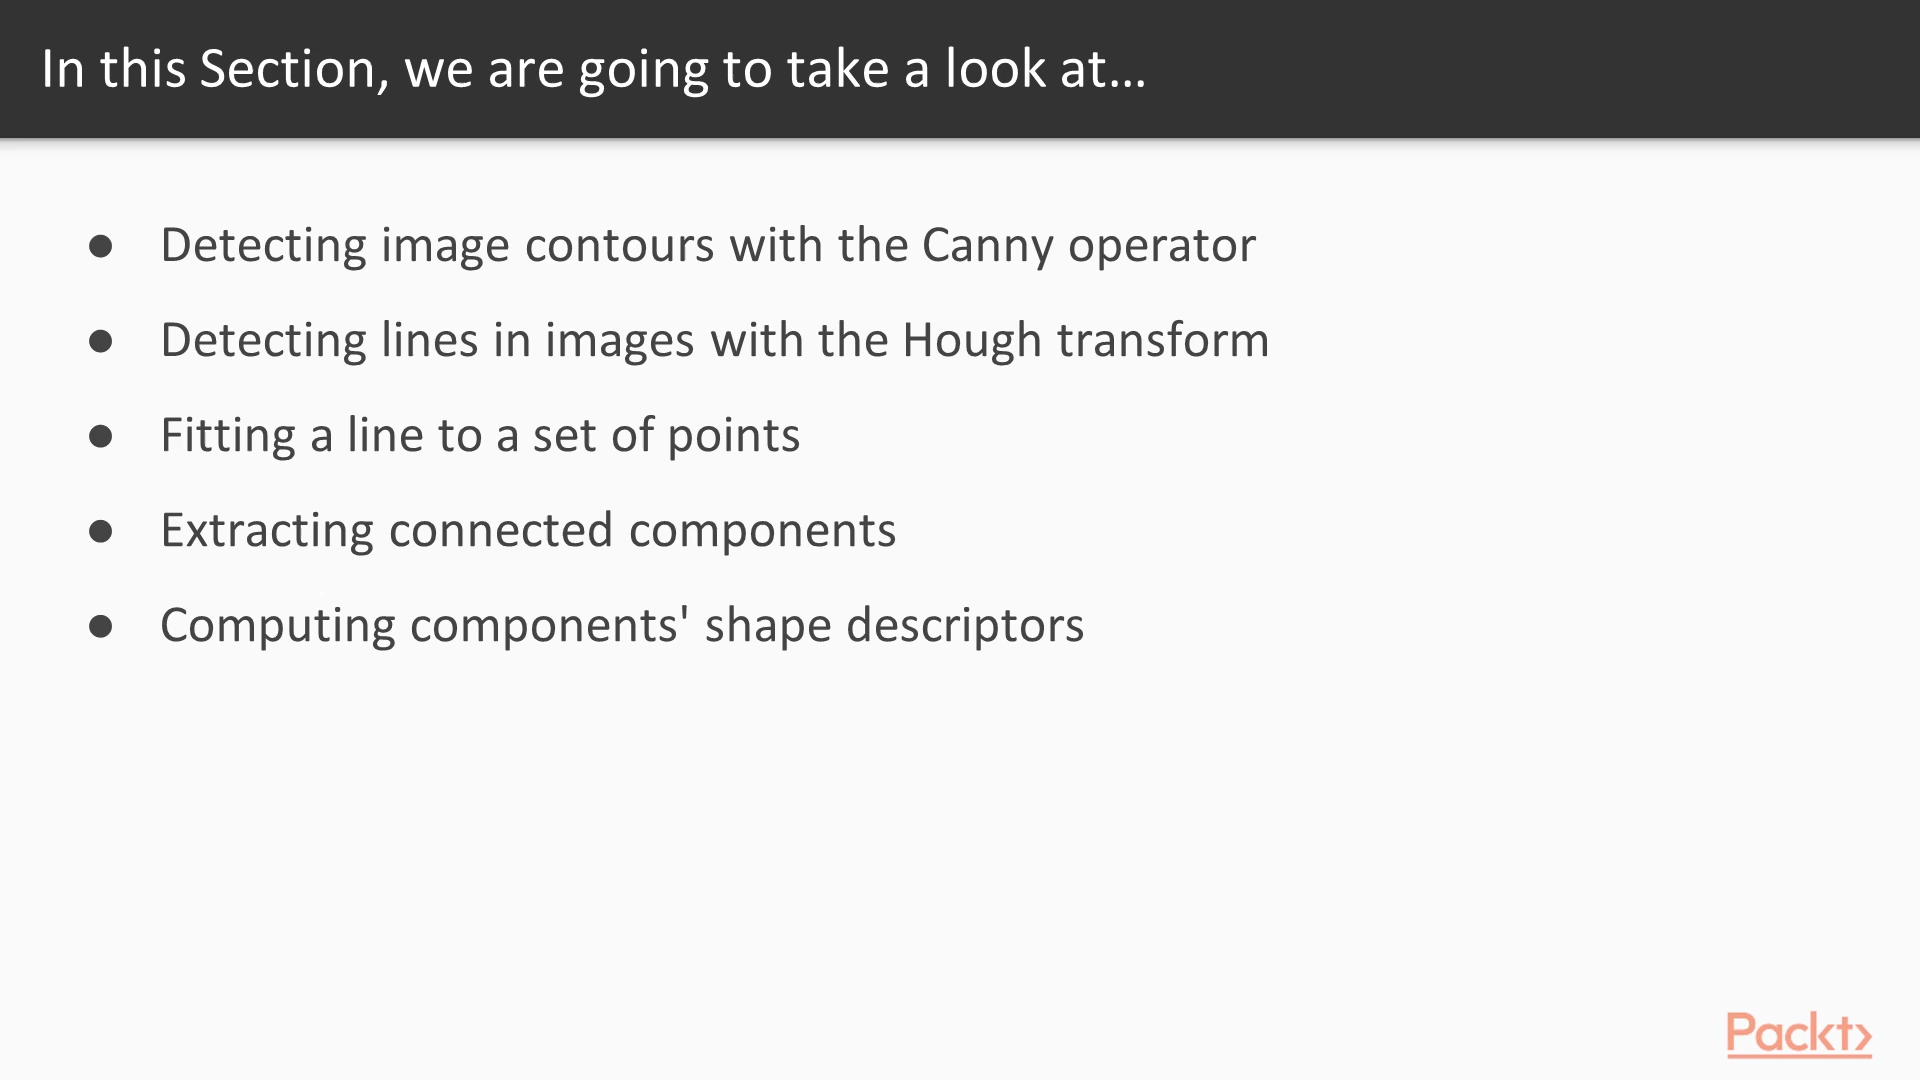 In this Section, we are going to take a look at...
● Detecting image contours with the Canny operator
● Detecting lines in images with the Hough transform
● Fitting a line to a set of points
● Extracting connected components
● Computing components' shape descriptors
Packt>